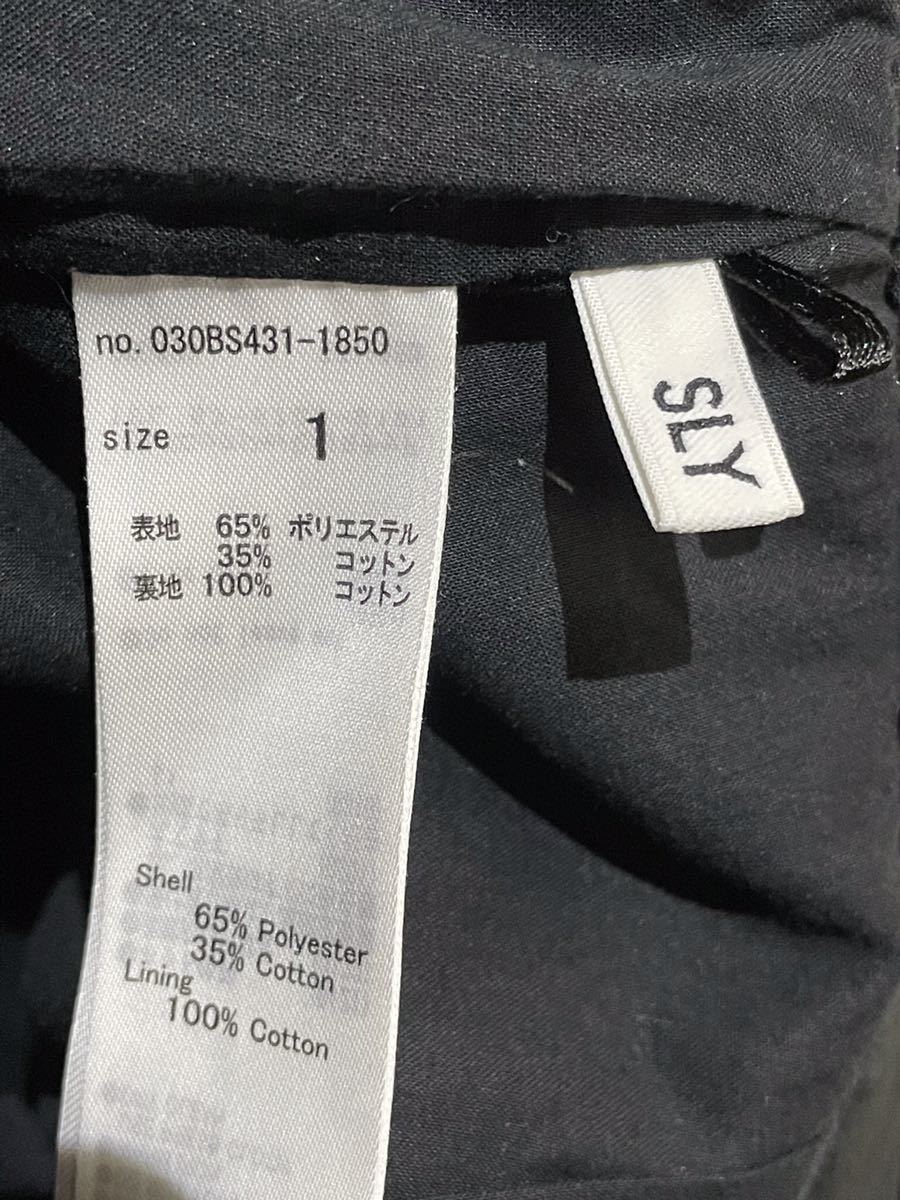 no. 030BS431-1850
size 1
表地 65% ポリエステル
35% コットン
裏地 100% コットン
Shell
65% Polyester
35% Cotton
Lining
100% Cotton
SLY